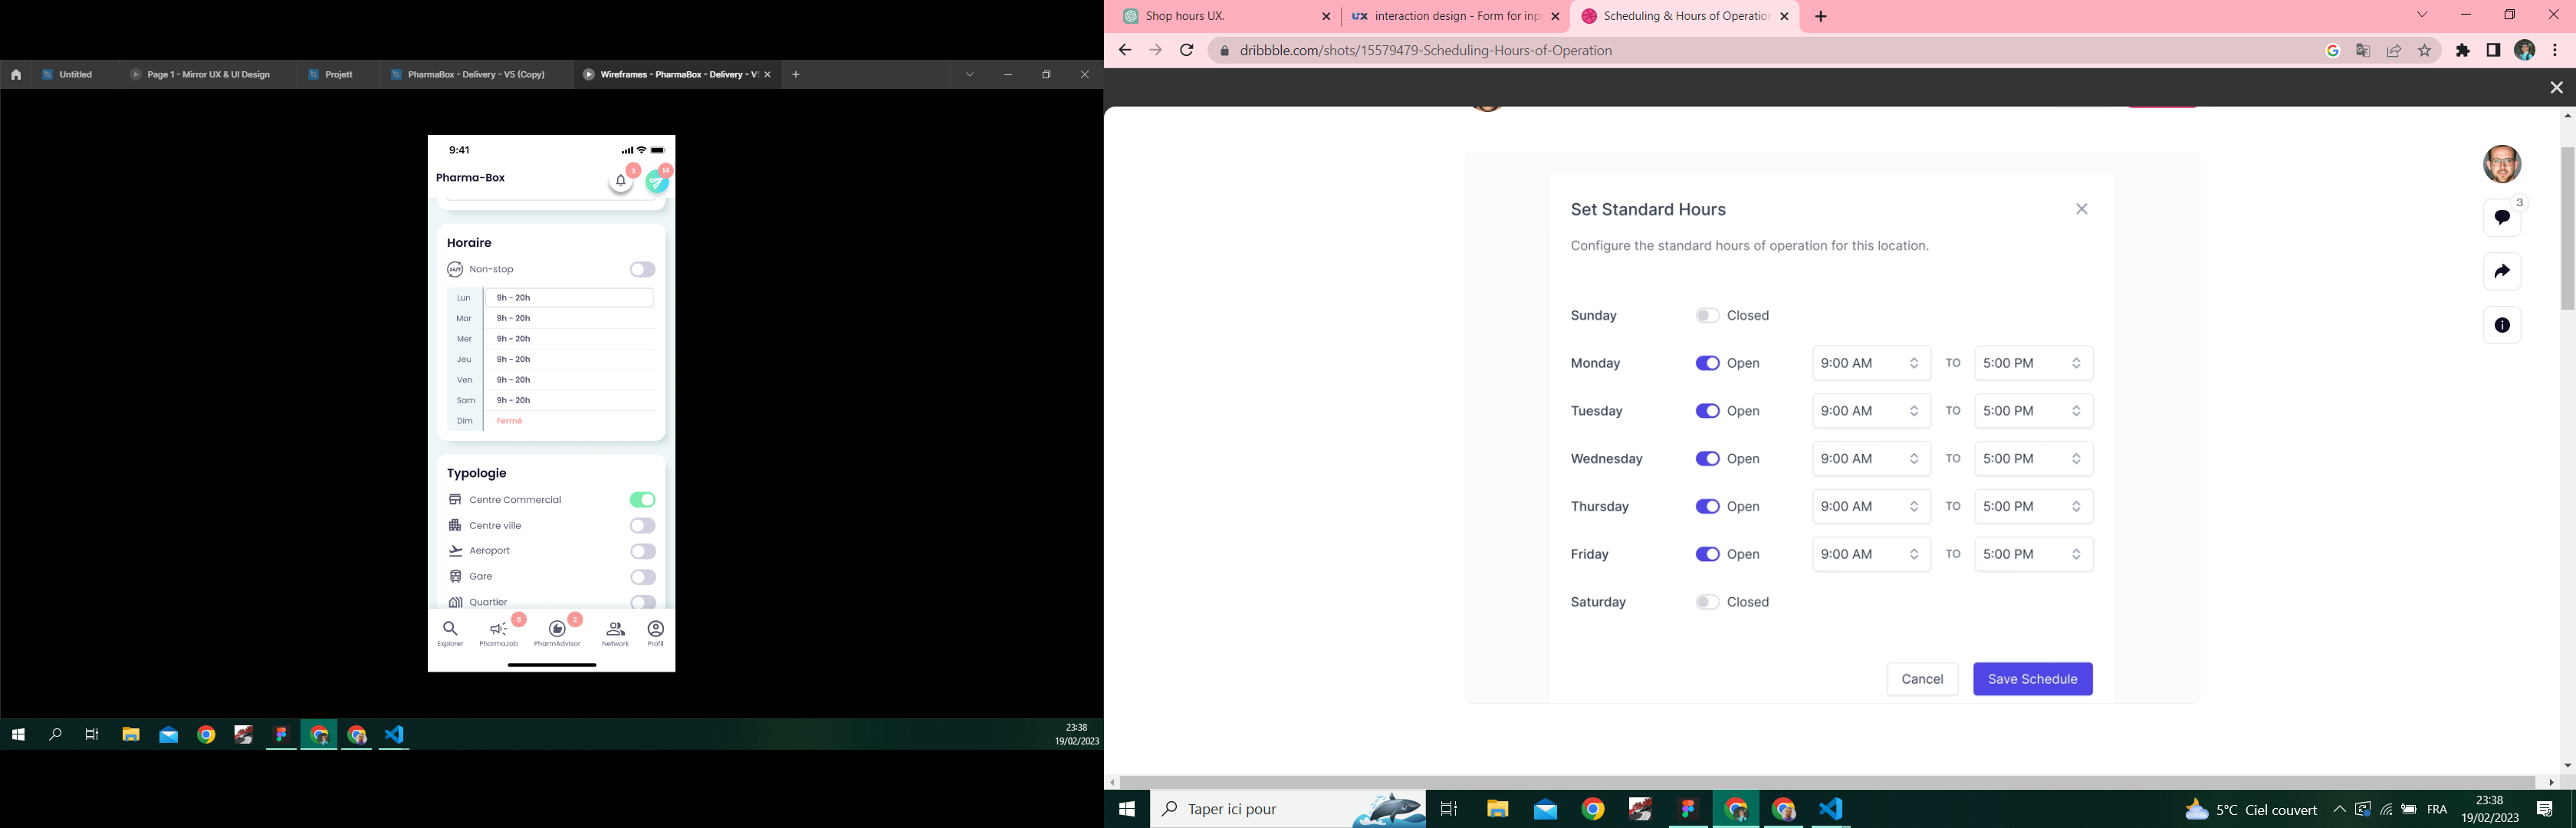 Untitled
Page 1 - Mirror UX & UI Design
Projett
PharmaBox - Delivery - V5 (Copy)
Wireframes - PharmaBox - Delivery - V
9:41
Pharma-Box
3
14
Horaire
24/7 Non-stop
Lun 9h - 20h
Mar 9h - 20h
Mer 9h - 20h
Jeu 9h - 20h
Ven 9h - 20h
Sam 9h - 20h
Dim Fermé
Typologie
Centre Commercial
Centre ville
Aeroport
Gare
Quartier
5
2
Explorer
PharmaJob
PharmAdvisor
Network
Profil
23:38
19/02/2023
Shop hours UX.
UX interaction design - Form for inp
Scheduling & Hours of Operation
dribbble.com/shots/15579479-Scheduling-Hours-of-Operation
3
Set Standard Hours
Configure the standard hours of operation for this location.
Sunday Closed
Monday Open 9:00 AM TO 5:00 PM
Tuesday Open 9:00 AM TO 5:00 PM
Wednesday Open 9:00 AM TO 5:00 PM
Thursday Open 9:00 AM TO 5:00 PM
Friday Open 9:00 AM TO 5:00 PM
Saturday Closed
Cancel
Save Schedule
Taper ici pour
5°C Ciel couvert
FRA
23:38
19/02/2023